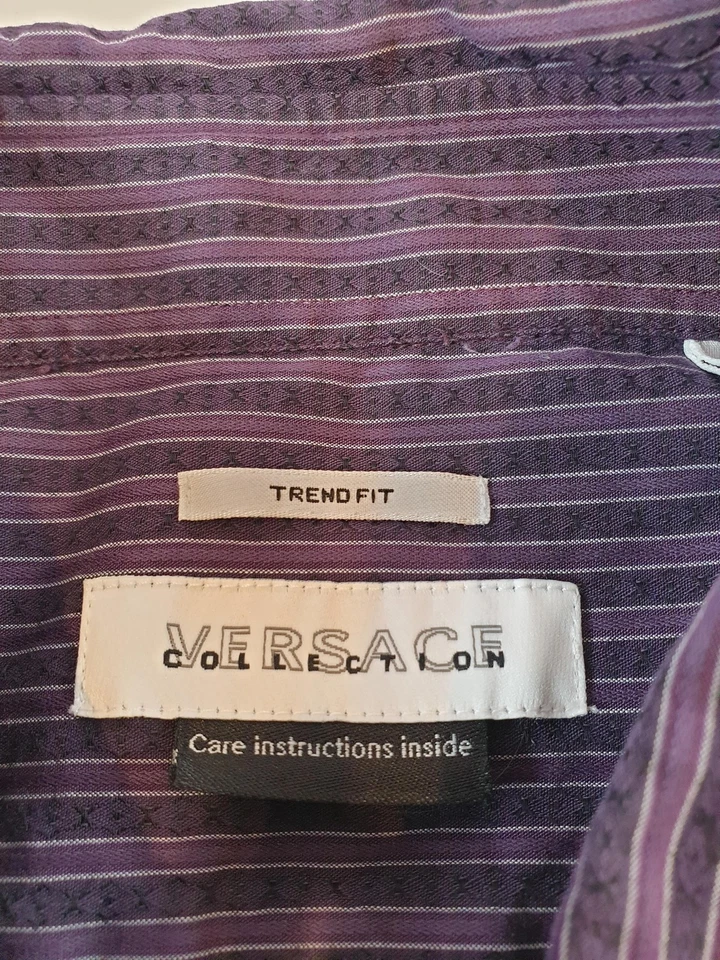 TREND FIT
VERSACE
COLLECTION
Care instructions inside